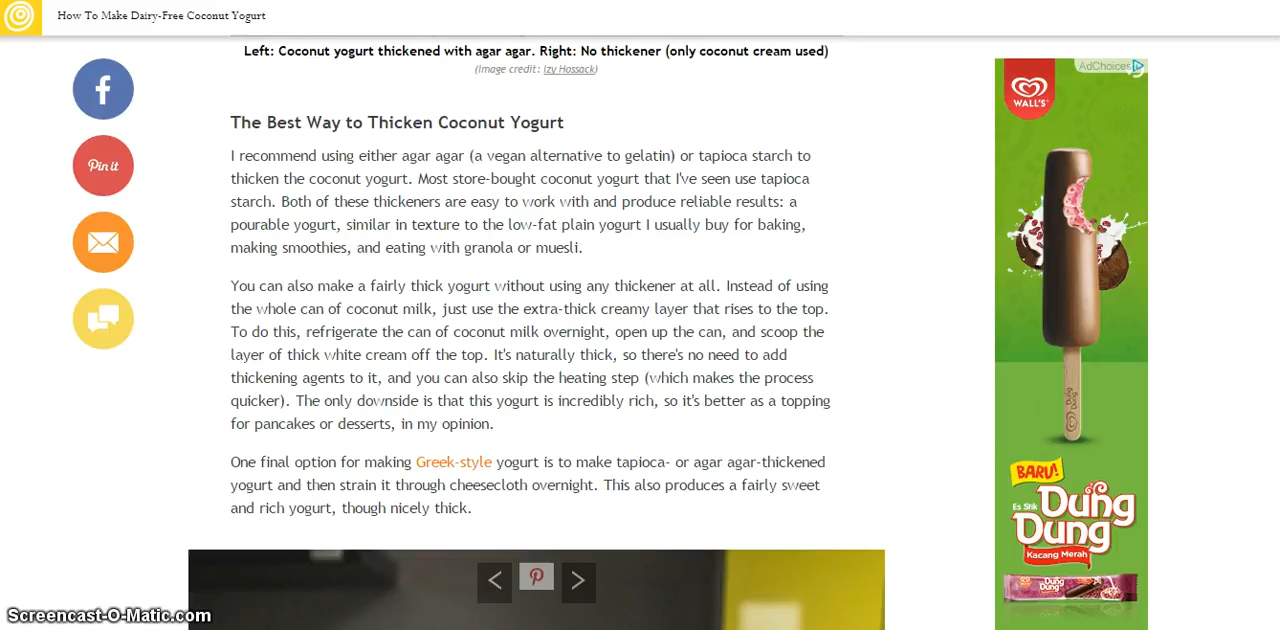 How To Make Dairy-Free Coconut Yogurt
Left: Coconut yogurt thickened with agar agar. Right: No thickener (only coconut cream used)
(Image credit: Izy Hossack)
Pin it
The Best Way to Thicken Coconut Yogurt
I recommend using either agar agar (a vegan alternative to gelatin) or tapioca starch to
thicken the coconut yogurt. Most store-bought coconut yogurt that I've seen use tapioca
starch. Both of these thickeners are easy to work with and produce reliable results: a
pourable yogurt, similar in texture to the low-fat plain yogurt I usually buy for baking,
making smoothies, and eating with granola or muesli.
You can also make a fairly thick yogurt without using any thickener at all. Instead of using
the whole can of coconut milk, just use the extra-thick creamy layer that rises to the top.
To do this, refrigerate the can of coconut milk overnight, open up the can, and scoop the
layer of thick white cream off the top. It's naturally thick, so there's no need to add
thickening agents to it, and you can also skip the heating step (which makes the process
quicker). The only downside is that this yogurt is incredibly rich, so it's better as a topping
for pancakes or desserts, in my opinion.
One final option for making Greek-style yogurt is to make tapioca- or agar agar-thickened
yogurt and then strain it through cheesecloth overnight. This also produces a fairly sweet
and rich yogurt, though nicely thick.
AdChoices
WALL'S
Dung
Dung
BARU!
Es Stik
Dung
Dung
Kacang Merah
Dung
Dung
Screencast-O-Matic.com